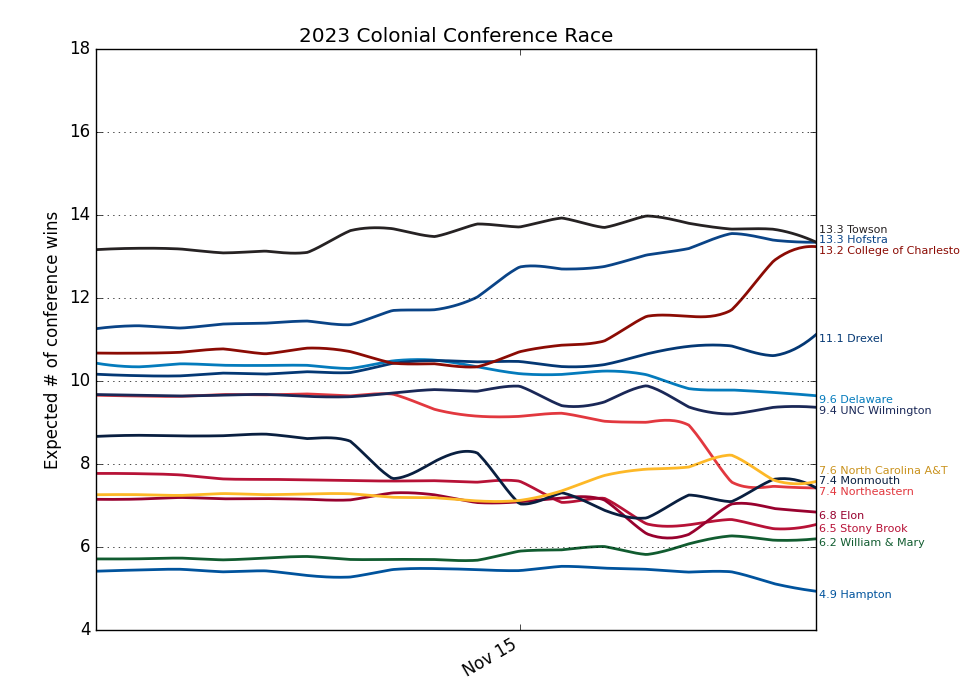 2023 Colonial Conference Race
Expected # of conference wins
18
16
14
12
10
8
6
4
Nov 15
13.3 Towson
13.3 Hofstra
13.2 College of Charlesto
11.1 Drexel
9.6 Delaware
9.4 UNC Wilmington
7.6 North Carolina A&T
7.4 Monmouth
7.4 Northeastern
6.8 Elon
6.5 Stony Brook
6.2 William & Mary
4.9 Hampton